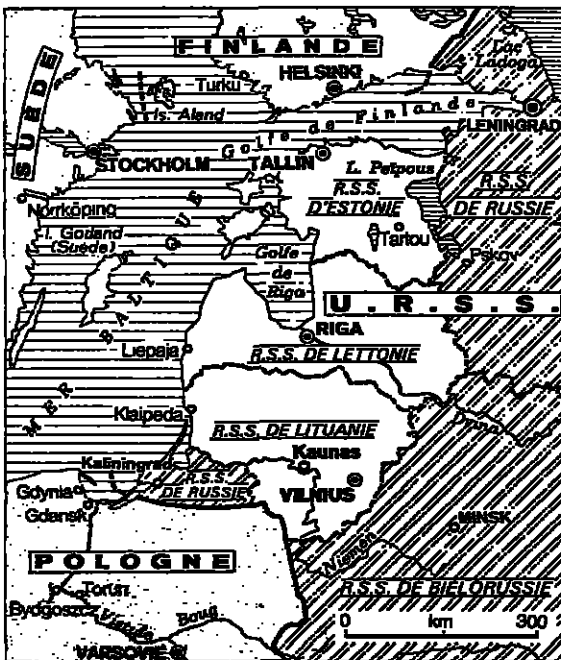 FINLANDE
Lac
Ladoga
Turku
HELSINKI
Is. Aland
SUEDE
Golfe de Finlande
LENINGRAD
STOCKHOLM
TALLIN
L. Peïpous
R.S.S.
D'ESTONIE
R.S.S.
DE RUSSIE
Norrköping
I. Gotland
(Suède)
Tartou
Pskov
Golfe
de
Riga
MER BALTIQUE
U.R.S.S.
RIGA
Liepaja
R.S.S. DE LETTONIE
Klaipeda
Dvina
R.S.S. DE LITUANIE
Kaunas
Kaliningrad
R.S.S.
DE RUSSIE
Gdynia
VILNIUS
Gdansk
MINSK
POLOGNE
Niémen
Torun
R.S.S. DE BIÉLORUSSIE
Bydgoszcz
Vistule
Boug
0 km 300
VARSOVIE